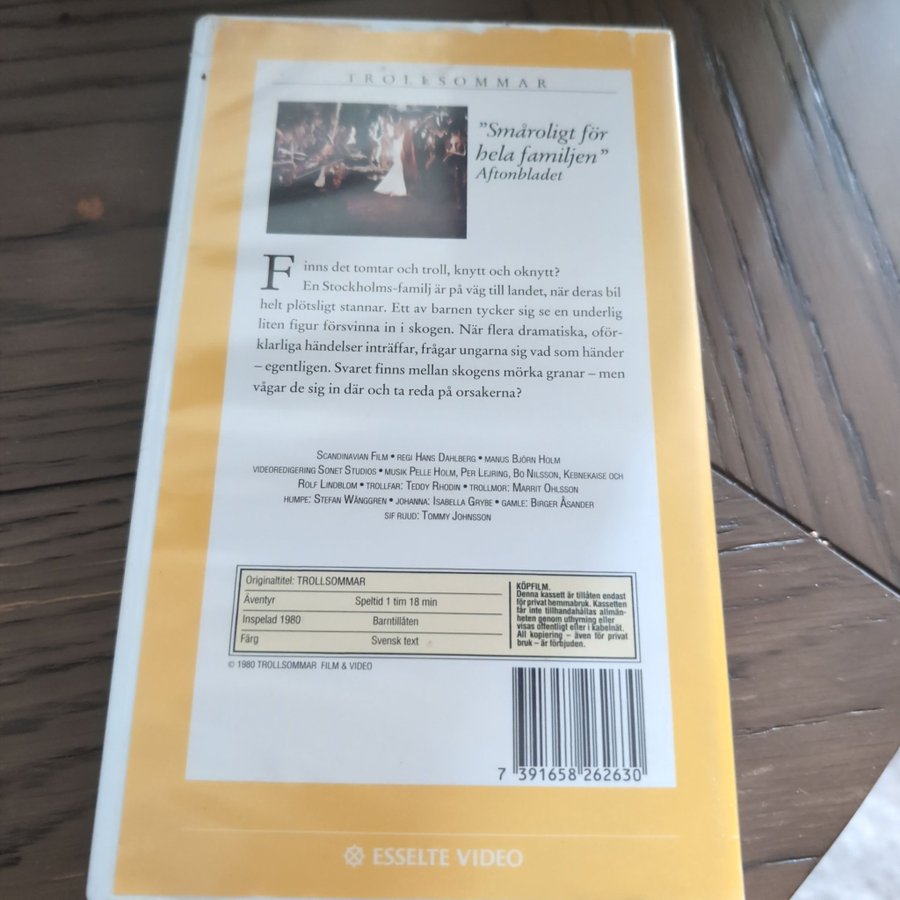 TROLLSOMMAR
"Småroligt för
hela familjen"
Aftonbladet
Finns det tomtar och troll, knytt och oknytt?
En Stockholms-familj är på väg till landet, när deras bil
helt plötsligt stannar. Ett av barnen tycker sig se en underlig
liten figur försvinna in i skogen. När flera dramatiska, oför-
klarliga händelser inträffar, frågar ungarna sig vad som händer
– egentligen. Svaret finns mellan skogens mörka granar – men
vågar de sig in där och ta reda på orsakerna?
SCANDINAVIAN FILM • REGI HANS DAHLBERG • MANUS BJÖRN HOLM
VIDEOREDIGERING SONET STUDIOS • MUSIK PELLE HOLM, PER LEJRING, BO NILSSON, KEBNEKAISE OCH
ROLF LINDBLOM • TROLLFAR: TEDDY RHODIN • TROLLMOR: MARRIT OHLSSON
HUMPE: STEFAN WÄNGGREN • JOHANNA: ISABELLA GRYBE • GAMLE: BIRGER ÅSANDER
SIF RUUD: TOMMY JOHNSSON
Originaltitel: TROLLSOMMAR
Äventyr Speltid 1 tim 18 min
Inspelad 1980 Barntillåten
Färg Svensk text
KÖPFILM.
Denna kassett är tillåten endast
för privat hemmabruk. Kassetten
får inte tillhandahållas allmän-
heten genom uthyrning eller
visas offentligt eller i kabelnät.
All kopiering – även för privat
bruk – är förbjuden.
© 1980 TROLLSOMMAR FILM & VIDEO
7 391658 262630
ESSELTE VIDEO